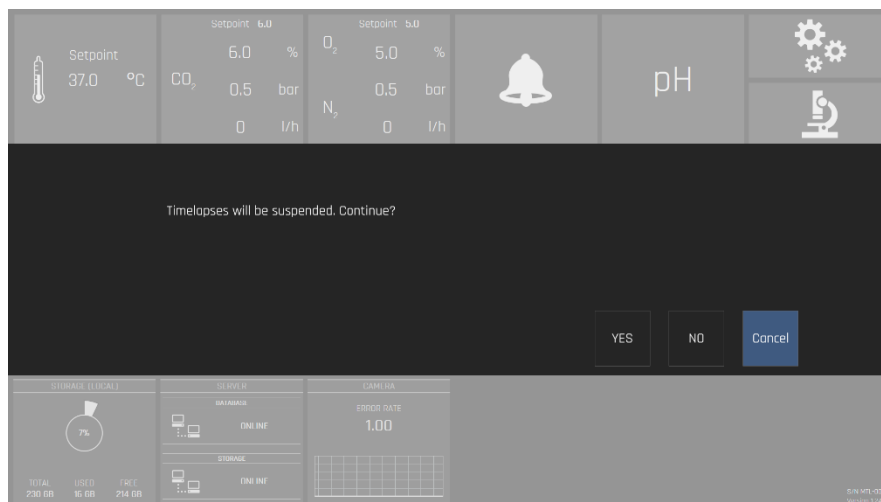 Setpoint
37.0 °C
Setpoint 6.0
CO₂
6.0 %
0.5 bar
0 l/h
Setpoint 5.0
O₂
5.0 %
0.5 bar
N₂
0 l/h
pH
Timelapses will be suspended. Continue?
YES
NO
Cancel
STORAGE (LOCAL)
7%
TOTAL
230 GB
USED
16 GB
FREE
214 GB
SERVER
DATABASE
ONLINE
STORAGE
ONLINE
CAMERA
ERROR RATE
1.00